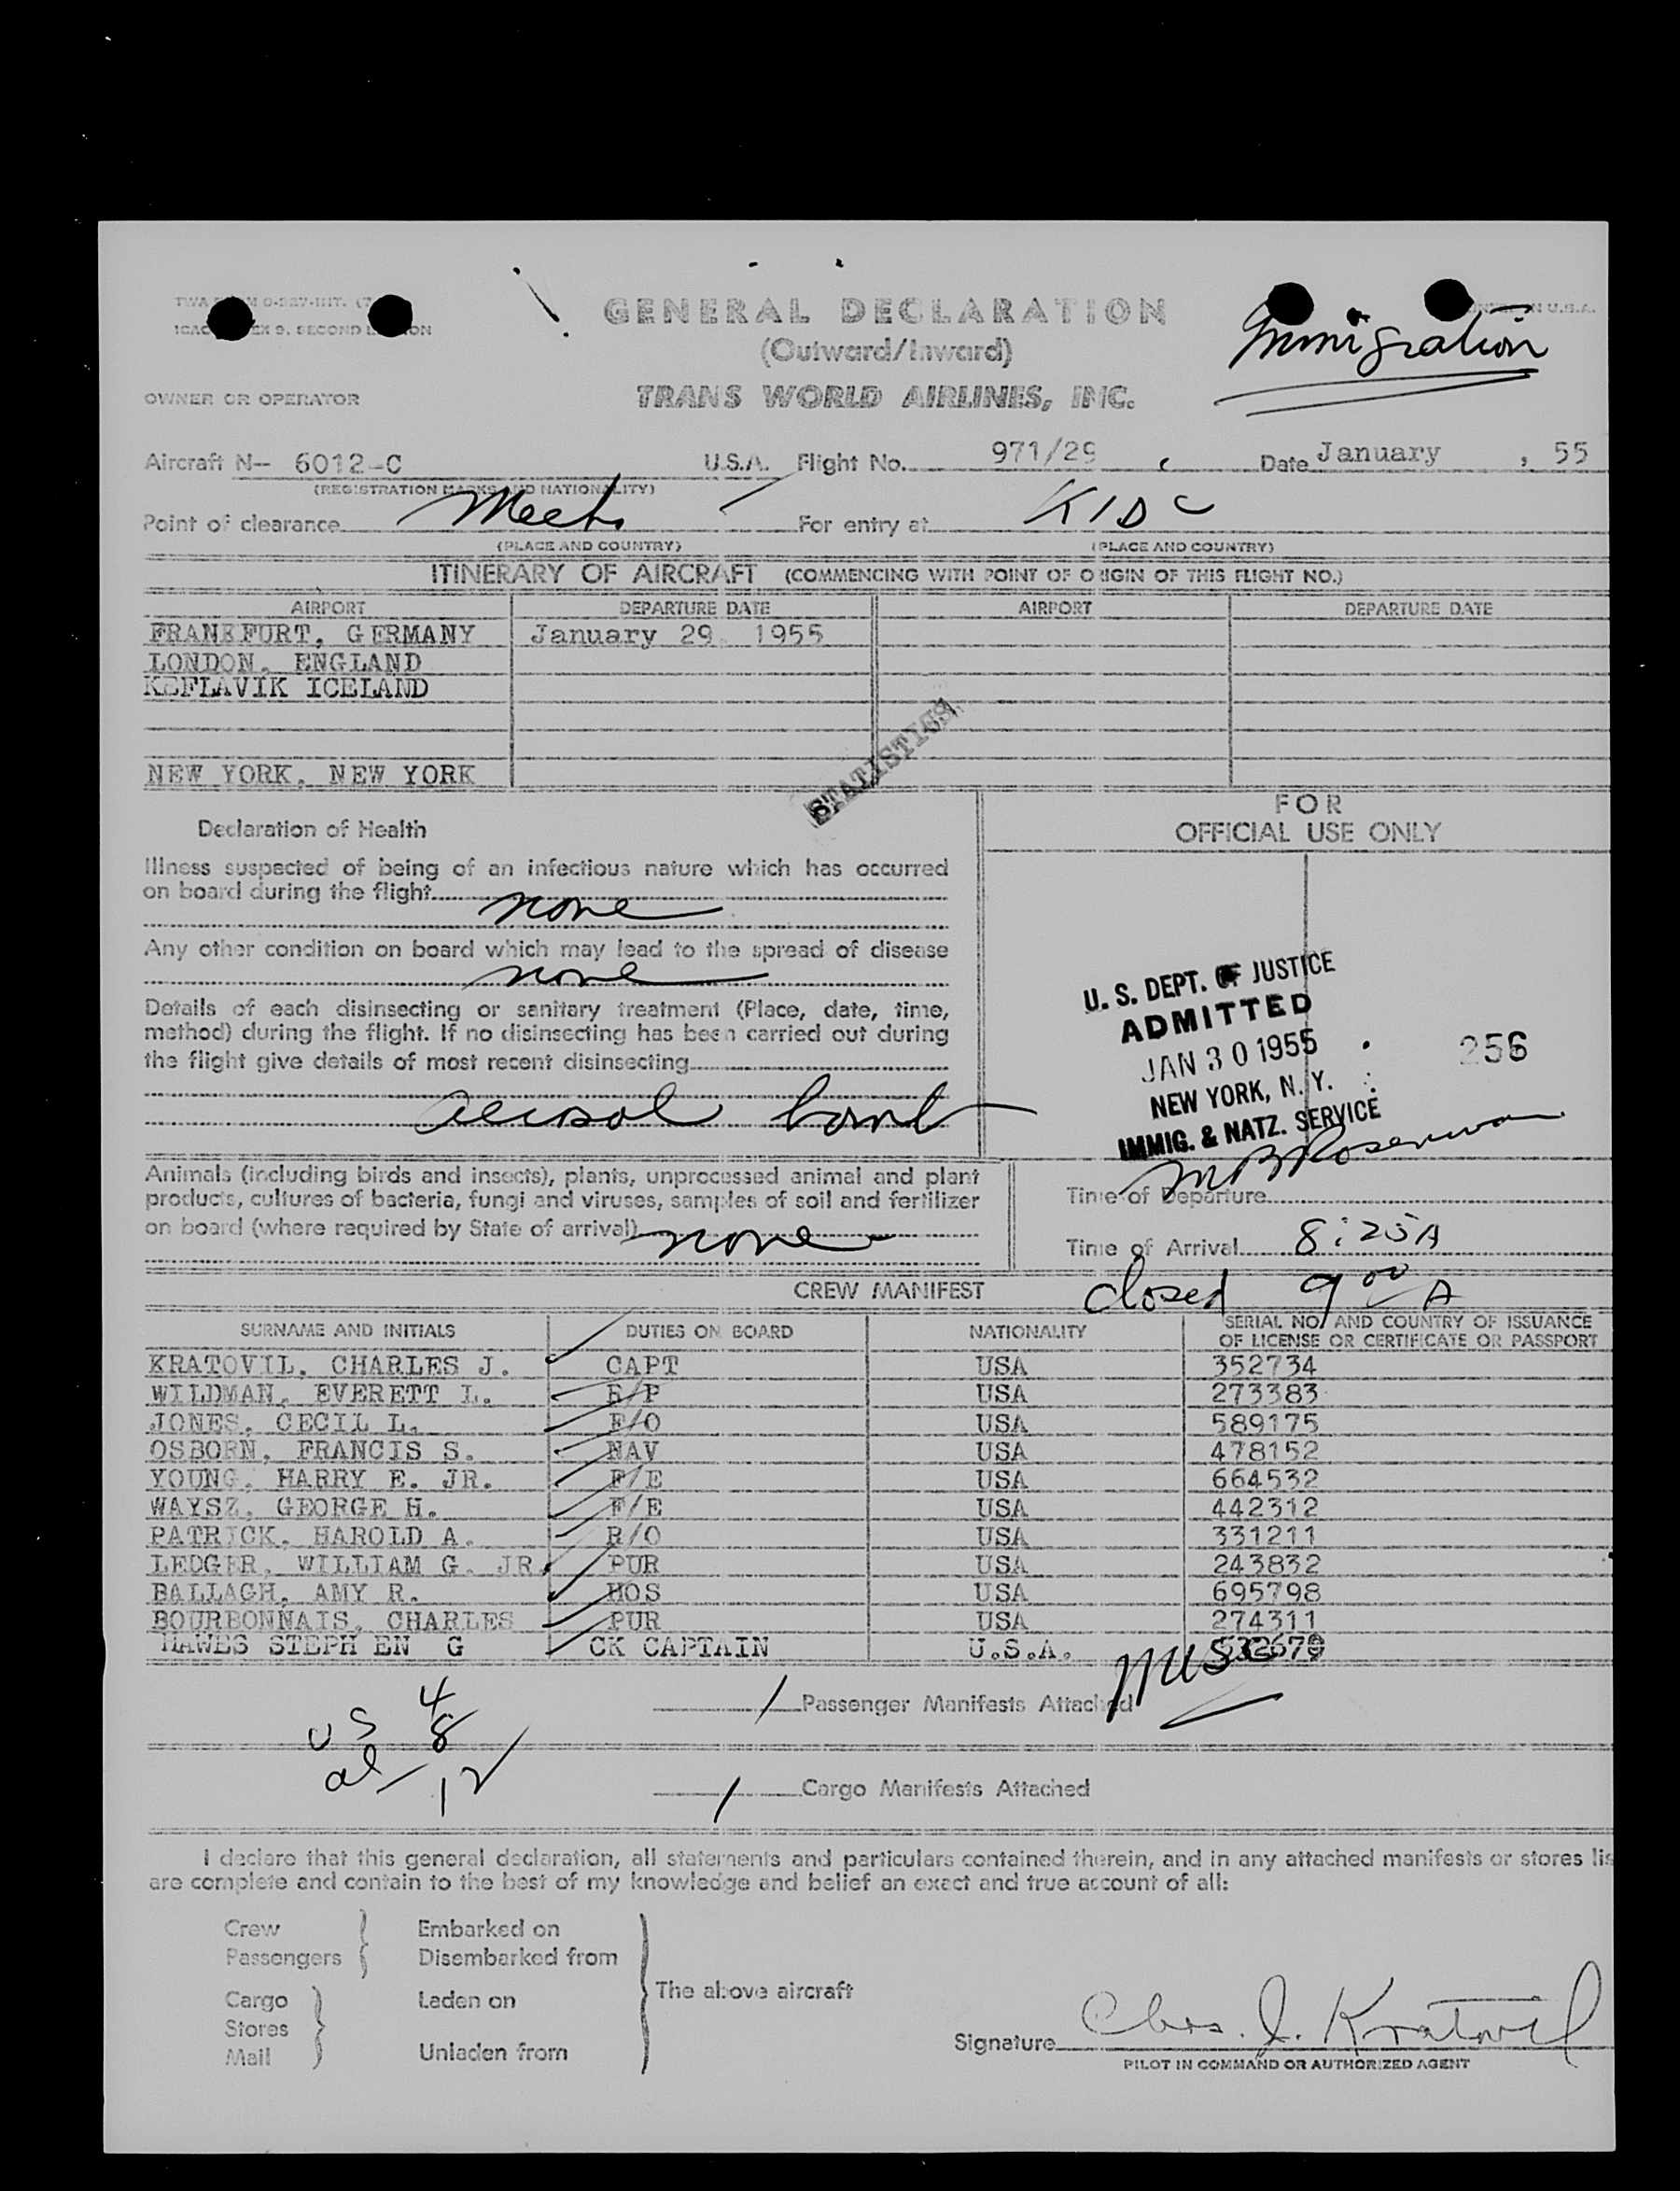 GENERAL DECLARATION
(Outward/Inward)
Immigration
OWNER OR OPERATOR
TRANS WORLD AIRLINES, INC.
Aircraft N- 6012-C U.S.A. Flight No. 971/29 Date January , 55
(REGISTRATION MARKS AND NATIONALITY)
Point of clearance For entry at
(PLACE AND COUNTRY) (PLACE AND COUNTRY)
ITINERARY OF AIRCRAFT (COMMENCING WITH POINT OF ORIGIN OF THIS FLIGHT NO.)
AIRPORT DEPARTURE DATE AIRPORT DEPARTURE DATE
FRANKFURT, GERMANY January 29 1955
LONDON, ENGLAND
KEFLAVIK ICELAND
NEW YORK, NEW YORK
STATISTICS
FOR
OFFICIAL USE ONLY
Declaration of Health
Illness suspected of being of an infectious nature which has occurred
on board during the flight none
Any other condition on board which may lead to the spread of disease
none
Details of each disinsecting or sanitary treatment (Place, date, time,
method) during the flight. If no disinsecting has been carried out during
the flight give details of most recent disinsecting
aerosol bomb
U. S. DEPT. OF JUSTICE
ADMITTED
JAN 30 1955
256
NEW YORK, N. Y.
IMMIG. & NATZ. SERVICE
Animals (including birds and insects), plants, unprocessed animal and plant
products, cultures of bacteria, fungi and viruses, samples of soil and fertilizer
on board (where required by State of arrival) none
Time of Departure
Time of Arrival 8:25A
closed 9 00 A
CREW MANIFEST
SURNAME AND INITIALS DUTIES ON BOARD NATIONALITY SERIAL NO. AND COUNTRY OF ISSUANCE
OF LICENSE OR CERTIFICATE OR PASSPORT
KRATOVIL, CHARLES J. CAPT USA 352734
WILDMAN, EVERETT L. USA 273383
JONES, CECIL L. F/O USA 589175
OSBORN, FRANCIS S. NAV USA 478152
YOUNG, HARRY E. JR. F/E USA 664532
WAYSZ, GEORGE H. F/E USA 442312
PATRICK, HAROLD A. R/O USA 331211
LEDGER, WILLIAM G. JR. PUR USA 243832
BALLAGH, AMY R. HOS USA 695798
BOURBONNAIS, CHARLES PUR USA 274311
HAWES STEPHEN G CK CAPTAIN U.S.A.
1 Passenger Manifests Attached
US 4
al 8
12
1 Cargo Manifests Attached
I declare that this general declaration, all statements and particulars contained therein, and in any attached manifests or stores lis
are complete and contain to the best of my knowledge and belief an exact and true account of all:
Crew Embarked on
Passengers Disembarked from
Cargo Laden on The above aircraft
Stores
Mail Unladen from
Signature Chas. J. Kratovil
PILOT IN COMMAND OR AUTHORIZED AGENT